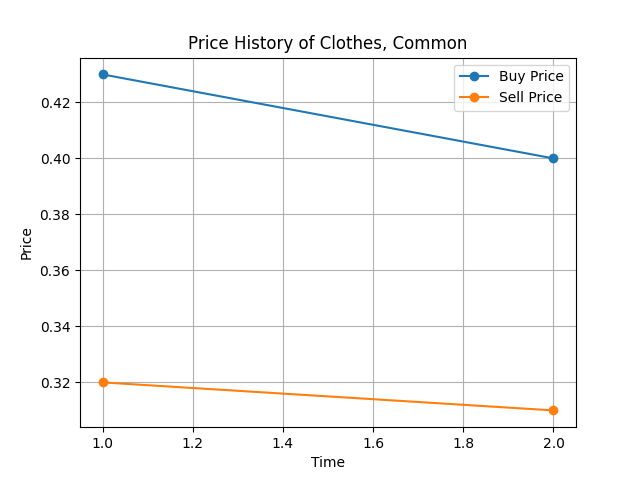 Price History of Clothes, Common
Buy Price
Sell Price
Price
0.42
0.40
0.38
0.36
0.34
0.32
1.0 1.2 1.4 1.6 1.8 2.0
Time